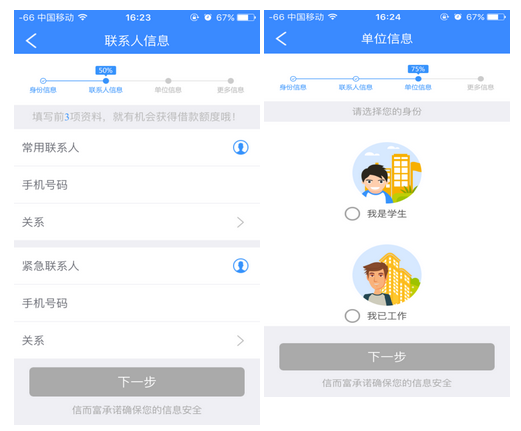 -66 中国移动 16:23 67%
联系人信息
50%
身份信息 联系人信息 单位信息 更多信息
填写前3项资料，就有机会获得借款额度哦！
常用联系人
手机号码
关系
紧急联系人
手机号码
关系
下一步
信而富承诺确保您的信息安全
-66 中国移动 16:24 67%
单位信息
75%
身份信息 联系人信息 单位信息 更多信息
请选择您的身份
我是学生
我已工作
下一步
信而富承诺确保您的信息安全